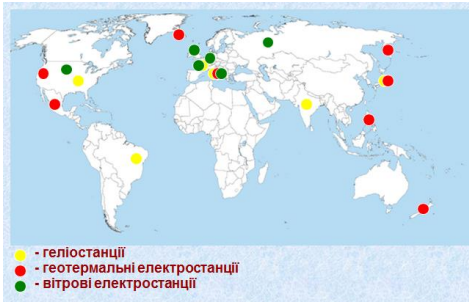 - геліостанції
- геотермальні електростанції
- вітрові електростанції